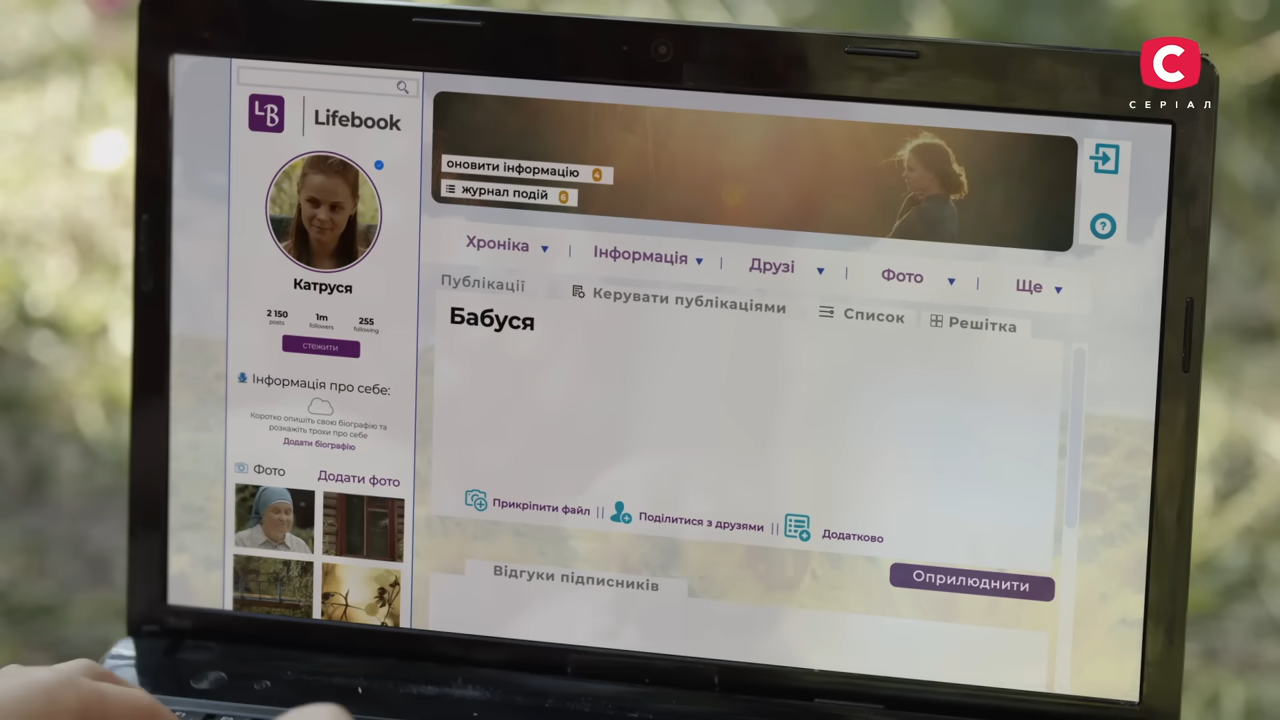 C
СЕРІАЛ
LB
Lifebook
Катруся
2 150
posts
1m
followers
255
following
стежити
Інформація про себе:
Коротко опишіть свою біографію та
розкажіть трохи про себе
Додати біографію
Фото
Додати фото
оновити інформацію 4
журнал подій 6
?
Хроніка
Інформація
Друзі
Фото
Ще
Публікації
Керувати публікаціями
Список
Решітка
Бабуся
Прикріпити файл
Поділитися з друзями
Додатково
Оприлюднити
Відгуки підписників